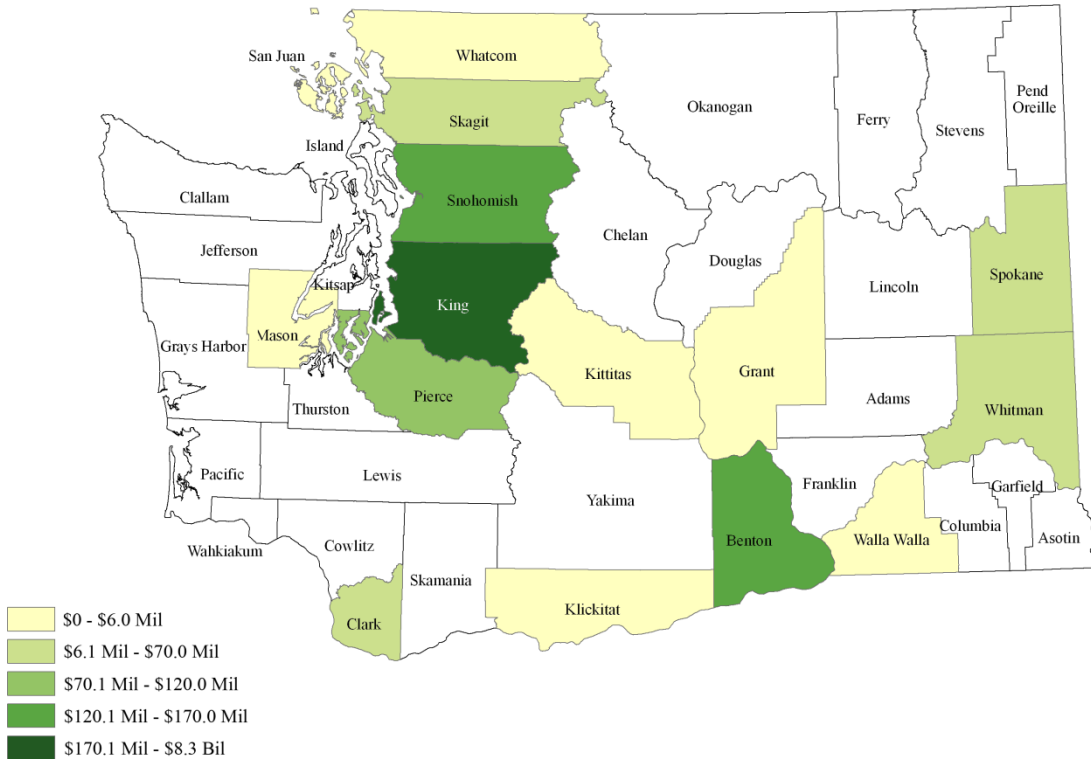 San Juan
Whatcom
Okanogan
Ferry
Stevens
Pend
Oreille
Skagit
Island
Clallam
Snohomish
Chelan
Jefferson
Douglas
Spokane
Kitsap
King
Lincoln
Mason
Grays Harbor
Kittitas
Grant
Pierce
Adams
Thurston
Whitman
Pacific
Lewis
Yakima
Franklin
Garfield
Columbia
Asotin
Wahkiakum
Cowlitz
Skamania
Benton
Walla Walla
Klickitat
Clark
$0 - $6.0 Mil
$6.1 Mil - $70.0 Mil
$70.1 Mil - $120.0 Mil
$120.1 Mil - $170.0 Mil
$170.1 Mil - $8.3 Bil